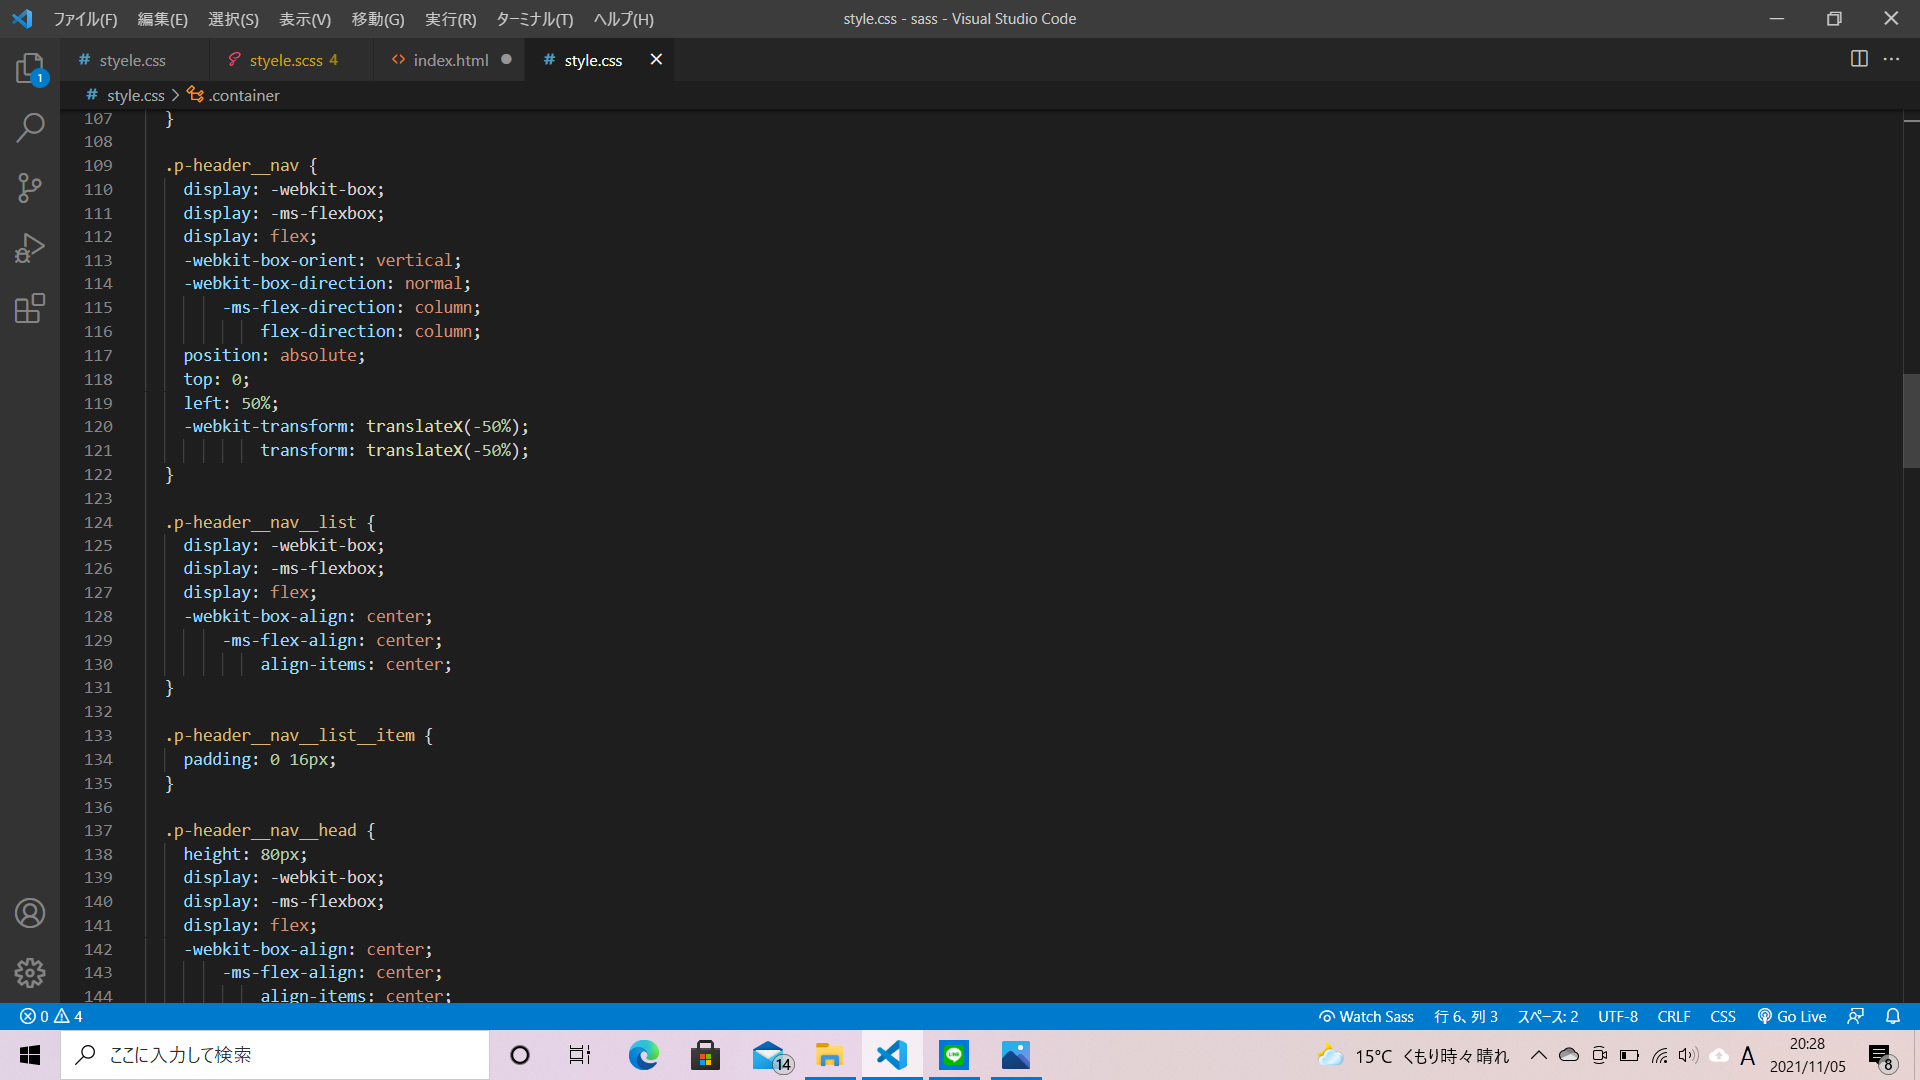 ファイル(F) 編集(E) 選択(S) 表示(V) 移動(G) 実行(R) ターミナル(T) ヘルプ(H) style.css - sass - Visual Studio Code
1
# styele.css styele.scss 4 <> index.html ● # style.css ×
# style.css > .container
107 }
108
109 .p-header__nav {
110 display: -webkit-box;
111 display: -ms-flexbox;
112 display: flex;
113 -webkit-box-orient: vertical;
114 -webkit-box-direction: normal;
115 -ms-flex-direction: column;
116 flex-direction: column;
117 position: absolute;
118 top: 0;
119 left: 50%;
120 -webkit-transform: translateX(-50%);
121 transform: translateX(-50%);
122 }
123
124 .p-header__nav__list {
125 display: -webkit-box;
126 display: -ms-flexbox;
127 display: flex;
128 -webkit-box-align: center;
129 -ms-flex-align: center;
130 align-items: center;
131 }
132
133 .p-header__nav__list__item {
134 padding: 0 16px;
135 }
136
137 .p-header__nav__head {
138 height: 80px;
139 display: -webkit-box;
140 display: -ms-flexbox;
141 display: flex;
142 -webkit-box-align: center;
143 -ms-flex-align: center;
144 align-items: center;
0 4 Watch Sass 行 6、列 3 スペース: 2 UTF-8 CRLF CSS Go Live
ここに入力して検索 14 LINE 15°C くもり時々晴れ A 20:28
2021/11/05 8